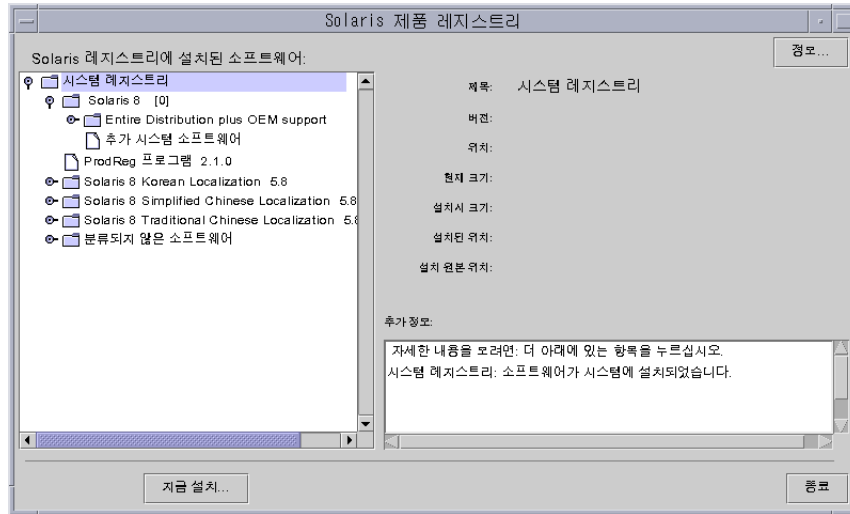 Solaris 제품 레지스트리
Solaris 레지스트리에 설치된 소프트웨어:
정보...
시스템 레지스트리
Solaris 8 [0]
Entire Distribution plus OEM support
추가 시스템 소프트웨어
ProdReg 프로그램 2.1.0
Solaris 8 Korean Localization 5.8
Solaris 8 Simplified Chinese Localization 5.8
Solaris 8 Traditional Chinese Localization 5.8
분류되지 않은 소프트웨어
제목: 시스템 레지스트리
버전:
위치:
현재 크기:
설치시 크기:
설치된 위치:
설치 원본 위치:
추가 정보:
자세한 내용을 보려면: 더 아래에 있는 항목을 누르십시오.
시스템 레지스트리: 소프트웨어가 시스템에 설치되었습니다.
지금 설치...
종료